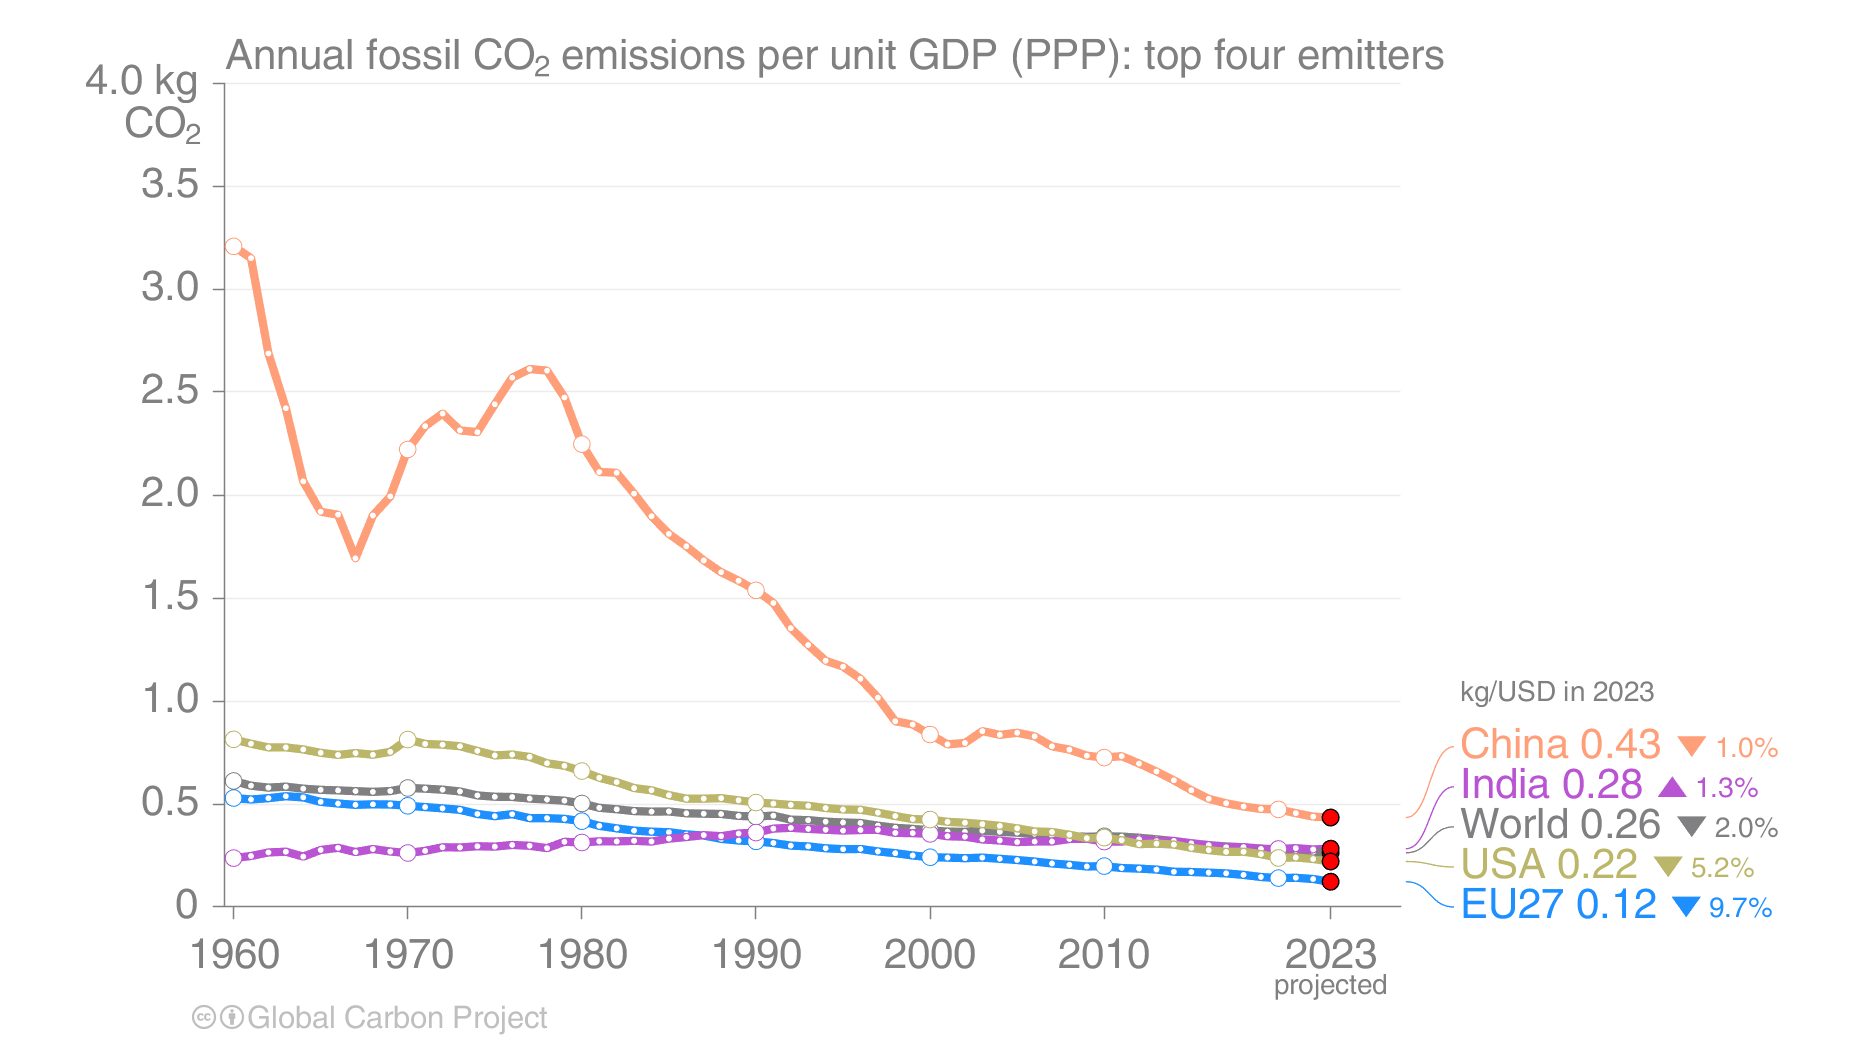 Annual fossil CO₂ emissions per unit GDP (PPP): top four emitters
4.0 kg
CO₂
3.5
3.0
2.5
2.0
1.5
1.0
0.5
0
1960 1970 1980 1990 2000 2010 2023
projected
kg/USD in 2023
China 0.43 ▼ 1.0%
India 0.28 ▲ 1.3%
World 0.26 ▼ 2.0%
USA 0.22 ▼ 5.2%
EU27 0.12 ▼ 9.7%
cc Global Carbon Project